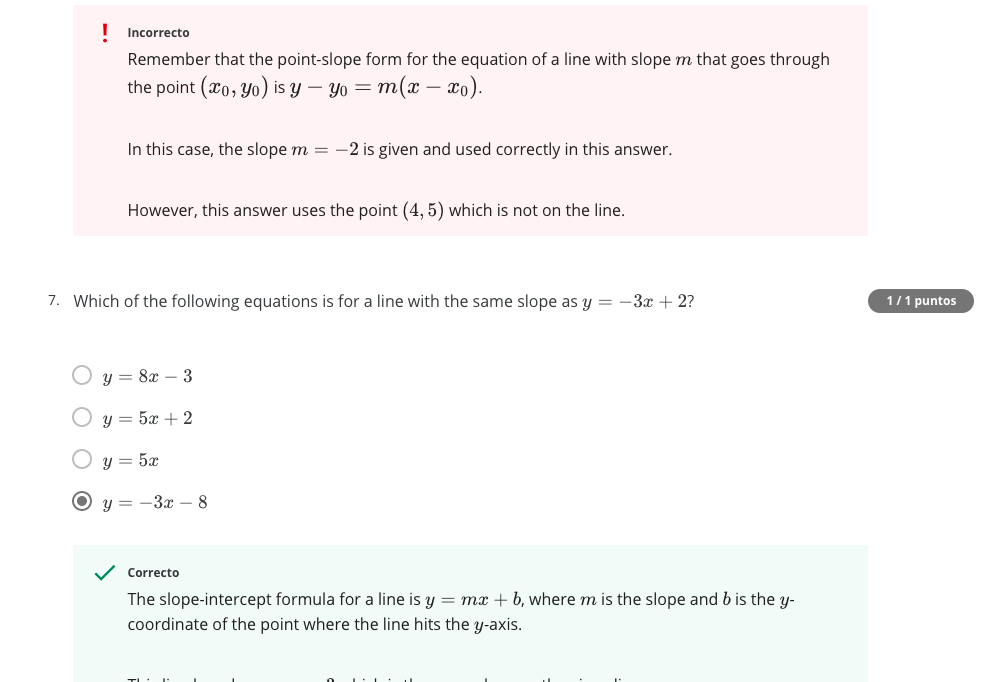 Incorrecto
Remember that the point-slope form for the equation of a line with slope m that goes through
the point (x₀, y₀) is y − y₀ = m(x − x₀).
In this case, the slope m = −2 is given and used correctly in this answer.
However, this answer uses the point (4, 5) which is not on the line.
7. Which of the following equations is for a line with the same slope as y = −3x + 2?
1 / 1 puntos
y = 8x − 3
y = 5x + 2
y = 5x
y = −3x − 8
Correcto
The slope-intercept formula for a line is y = mx + b, where m is the slope and b is the y-
coordinate of the point where the line hits the y-axis.